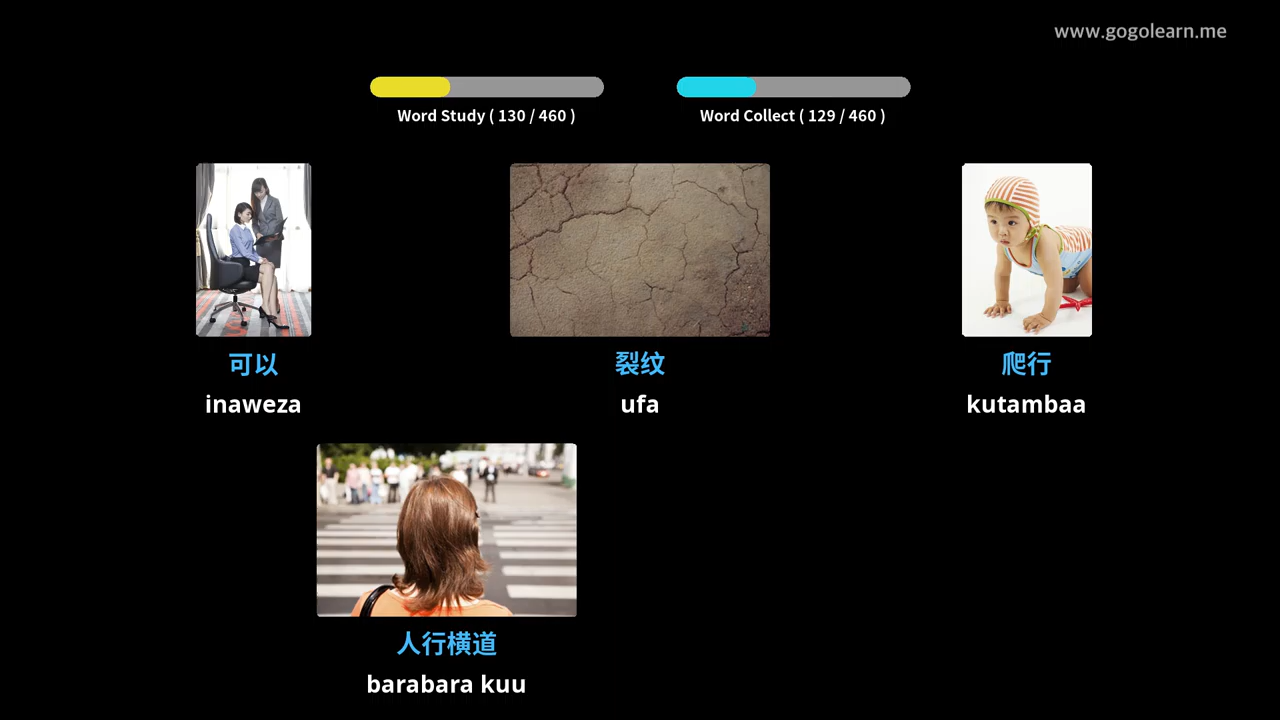 www.gogolearn.me
Word Study ( 130 / 460 )
Word Collect ( 129 / 460 )
可以
inaweza
裂纹
ufa
爬行
kutambaa
人行横道
barabara kuu